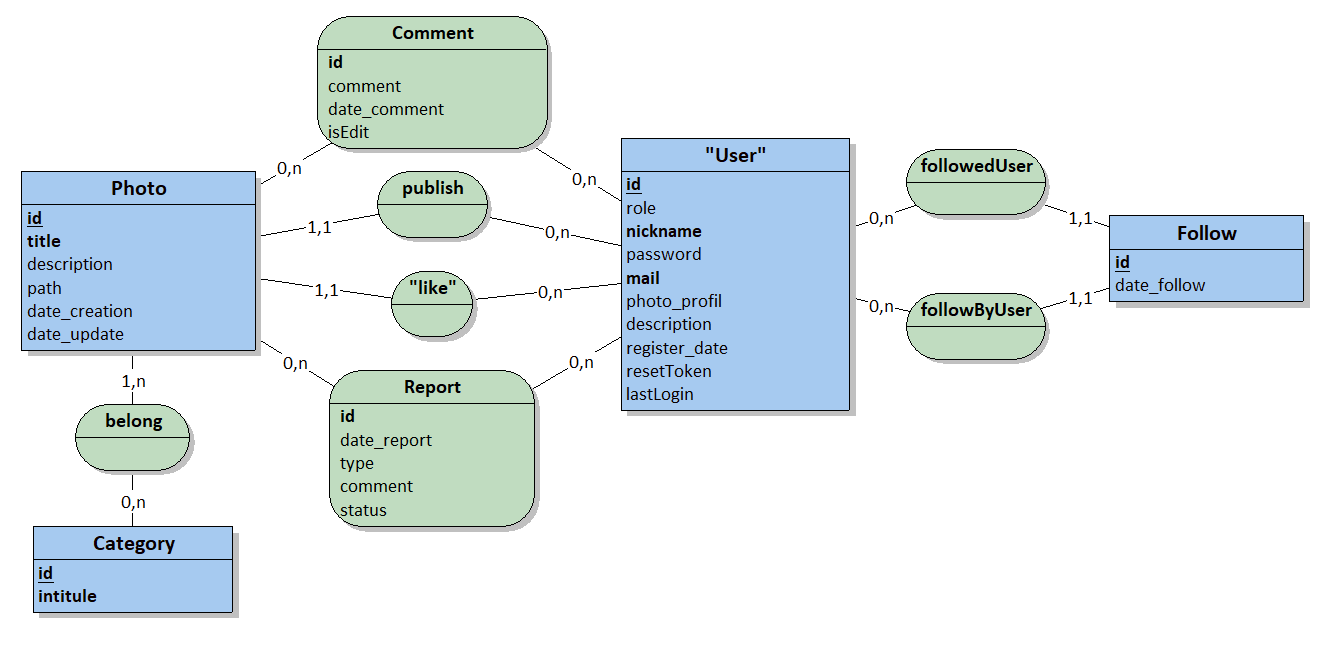 Comment
id
comment
date_comment
isEdit
0,n
0,n
Photo
id
title
description
path
date_creation
date_update
publish
1,1
0,n
"like"
1,1
0,n
"User"
id
role
nickname
password
mail
photo_profil
description
register_date
resetToken
lastLogin
followedUser
0,n
1,1
Follow
id
date_follow
followByUser
0,n
1,1
0,n
0,n
Report
id
date_report
type
comment
status
1,n
belong
0,n
Category
id
intitule